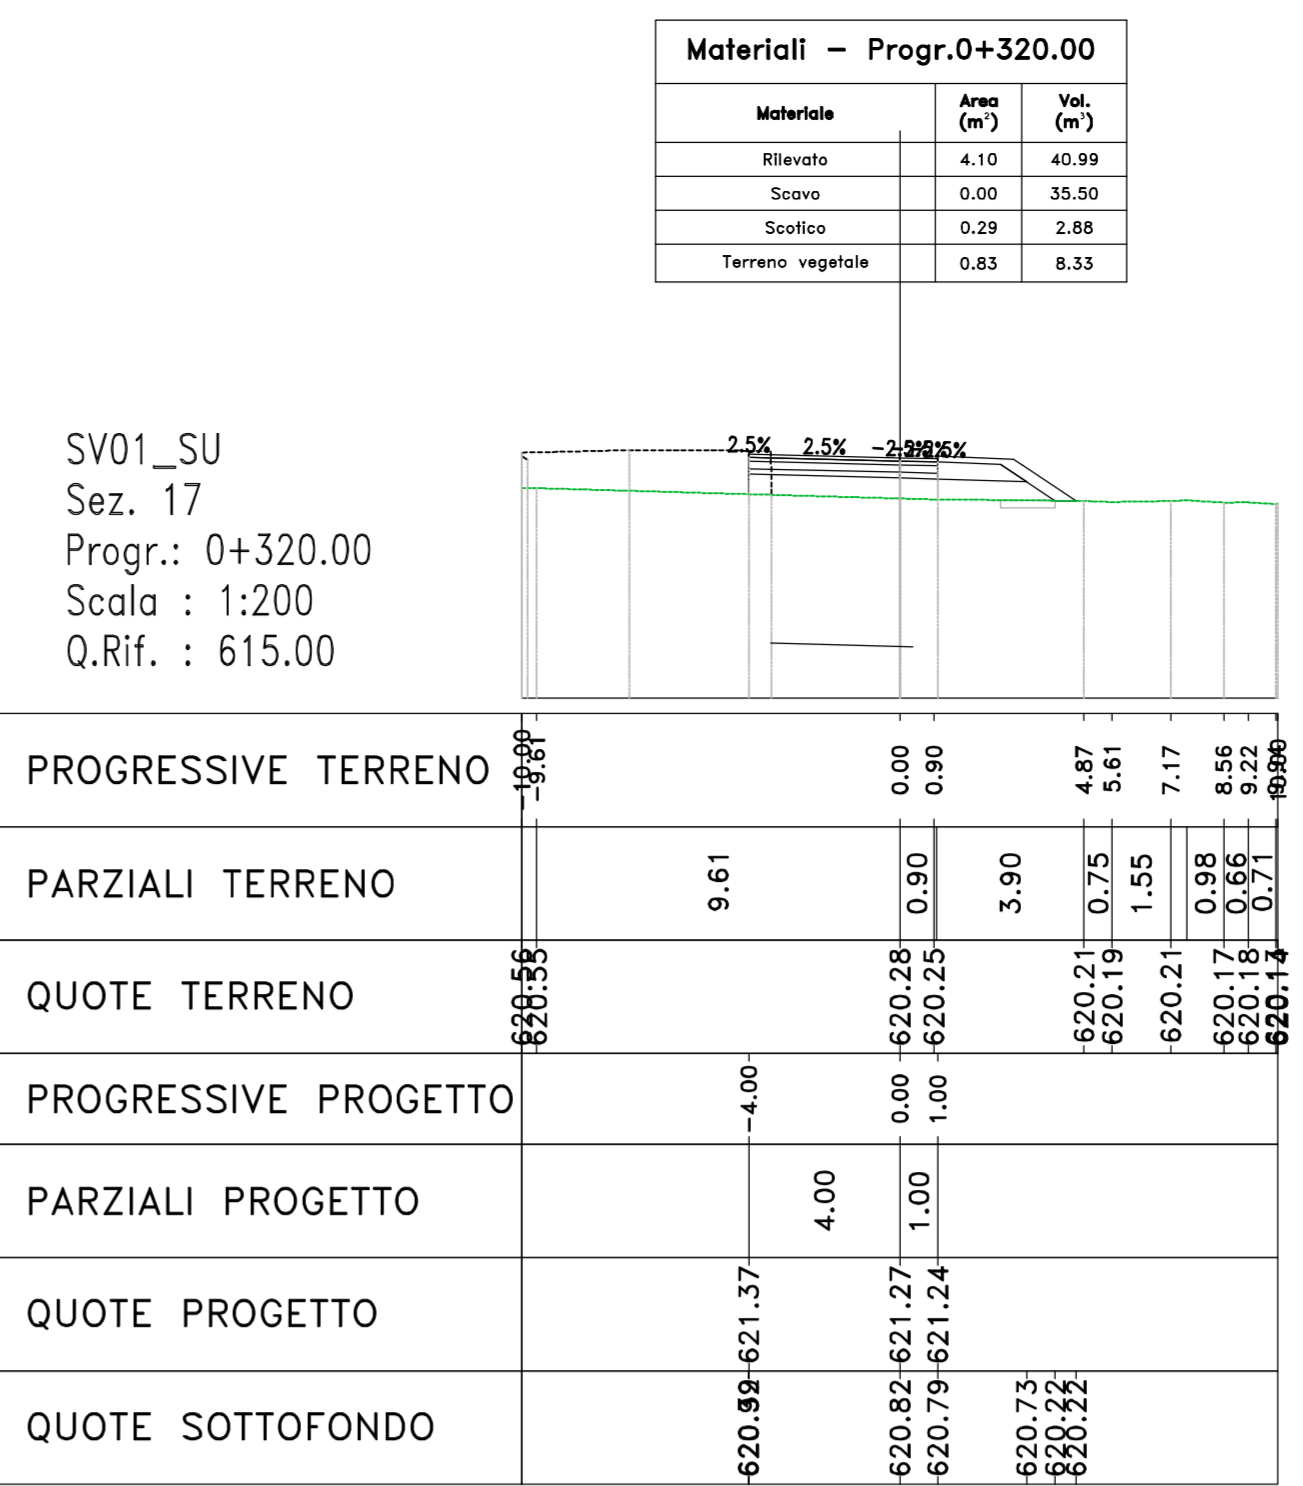 Materiali – Progr.0+320.00
Materiale Area (m²) Vol. (m³)
Rilevato 4.10 40.99
Scavo 0.00 35.50
Scotico 0.29 2.88
Terreno vegetale 0.83 8.33
2.5% 2.5%
SV01_SU
Sez. 17
Progr.: 0+320.00
Scala : 1:200
Q.Rif. : 615.00
PROGRESSIVE TERRENO -10.00 -9.61 0.00 0.90 4.87 5.61 7.17 8.56 9.22
PARZIALI TERRENO 9.61 0.90 3.90 0.75 1.55 0.98 0.66 0.71
QUOTE TERRENO 620.56 620.55 620.28 620.25 620.21 620.19 620.21 620.17 620.18
PROGRESSIVE PROGETTO -4.00 0.00 1.00
PARZIALI PROGETTO 4.00 1.00
QUOTE PROGETTO 621.37 621.27 621.24
QUOTE SOTTOFONDO 620.82 620.79 620.73 620.22 620.22